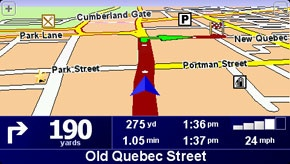 Cumberland Gate
P
Park Lane
New Quebec
Park Street
Portman Street
190
yards
275 yd
1:36 pm
1.05 min
1:37 pm
24 mph
Old Quebec Street